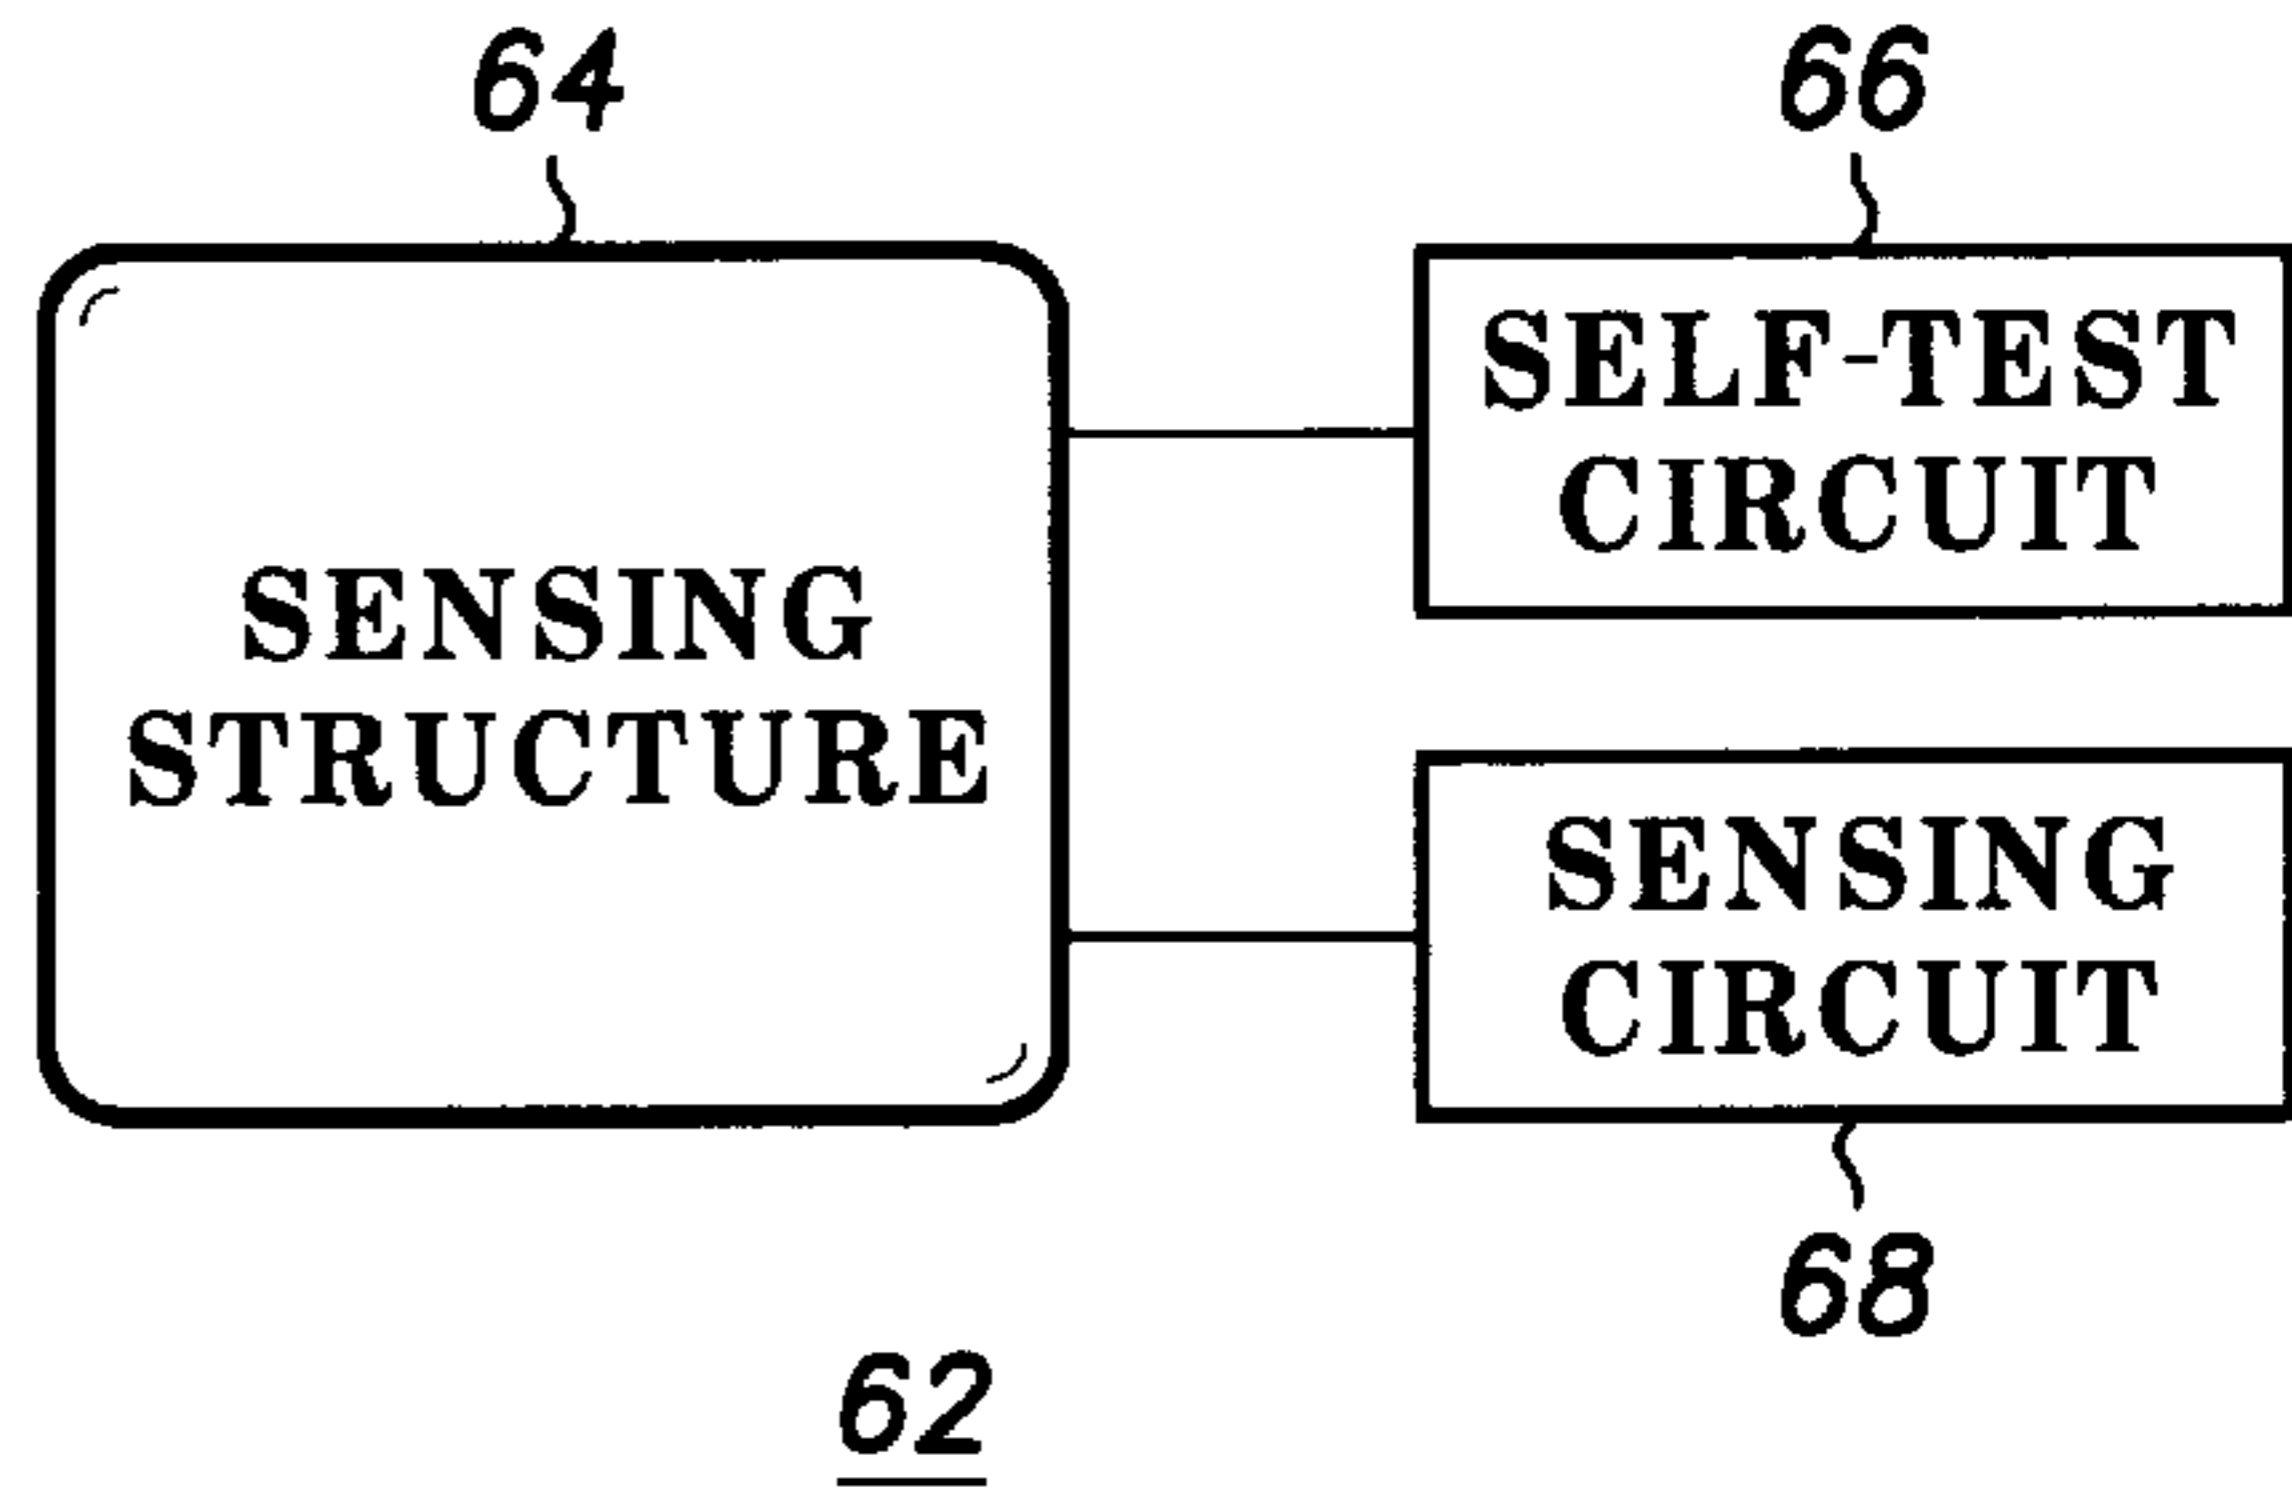 64
66
SELF-TEST
CIRCUIT
SENSING
STRUCTURE
SENSING
CIRCUIT
68
62